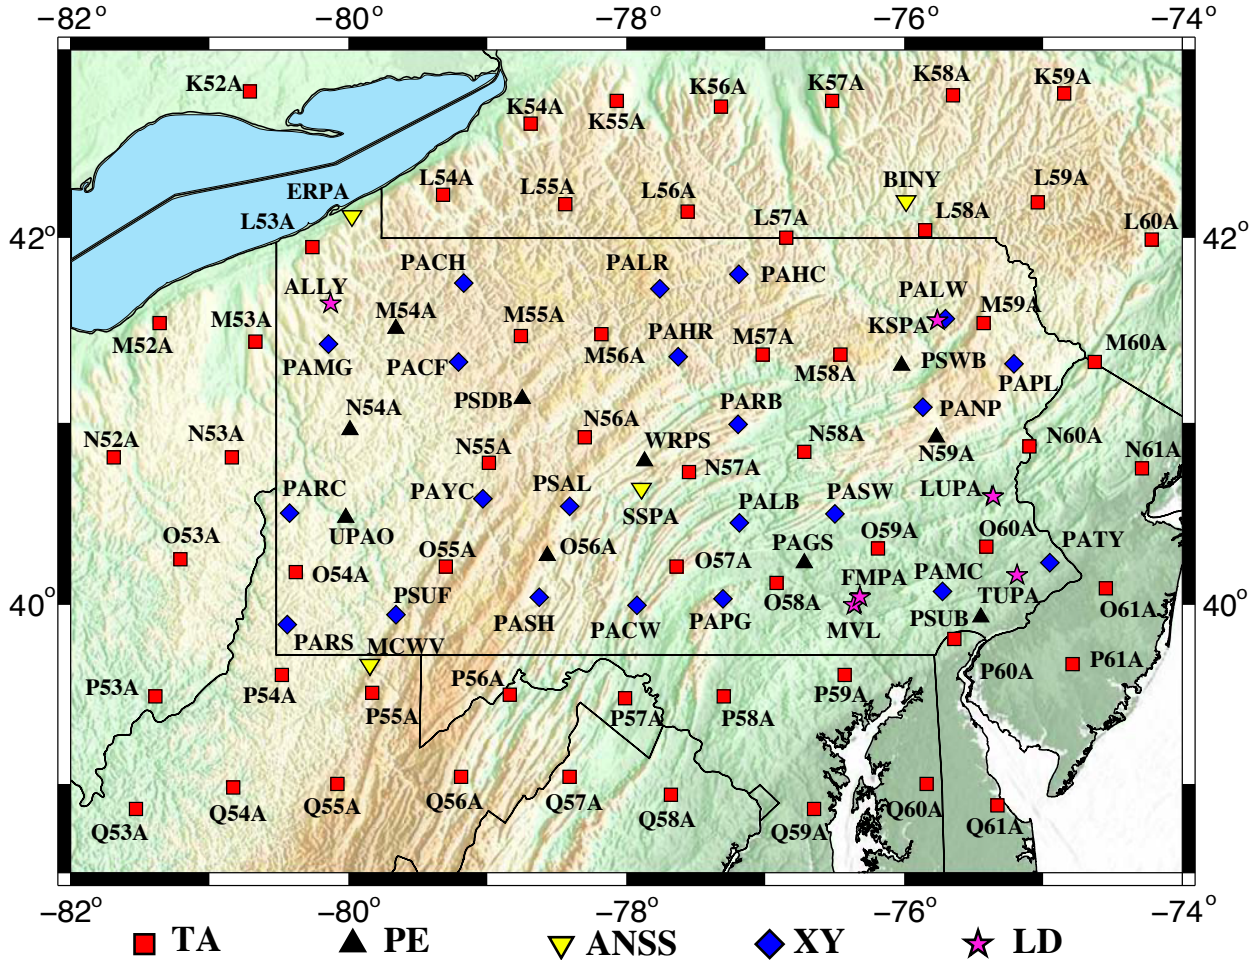 −82° −80° −78° −76° −74°
K52A K54A K55A K56A K57A K58A K59A
ERPA L53A L54A L55A L56A L57A BINY L58A L59A L60A
42° 42°
ALLY PACH PALR PAHC PALW KSPA M59A
M52A M53A M54A M55A M56A PAHR M57A M58A PSWB M60A
PAMG PACF PSDB PARB PANP PAPL
N52A N53A N54A N55A N56A WRPS N57A N58A N59A N60A N61A
PARC PAYC PSAL SSPA PALB PASW LUPA
O53A UPAO O54A O55A O56A O57A PAGS O58A O59A O60A PATY
40° 40°
PSUF PASH PACW PAPG FMPA MVL PAMC PSUB TUPA O61A
PARS MCWV
P53A P54A P55A P56A P57A P58A P59A P60A P61A
Q53A Q54A Q55A Q56A Q57A Q58A Q59A Q60A Q61A
−82° −80° −78° −76° −74°
TA PE ANSS XY LD